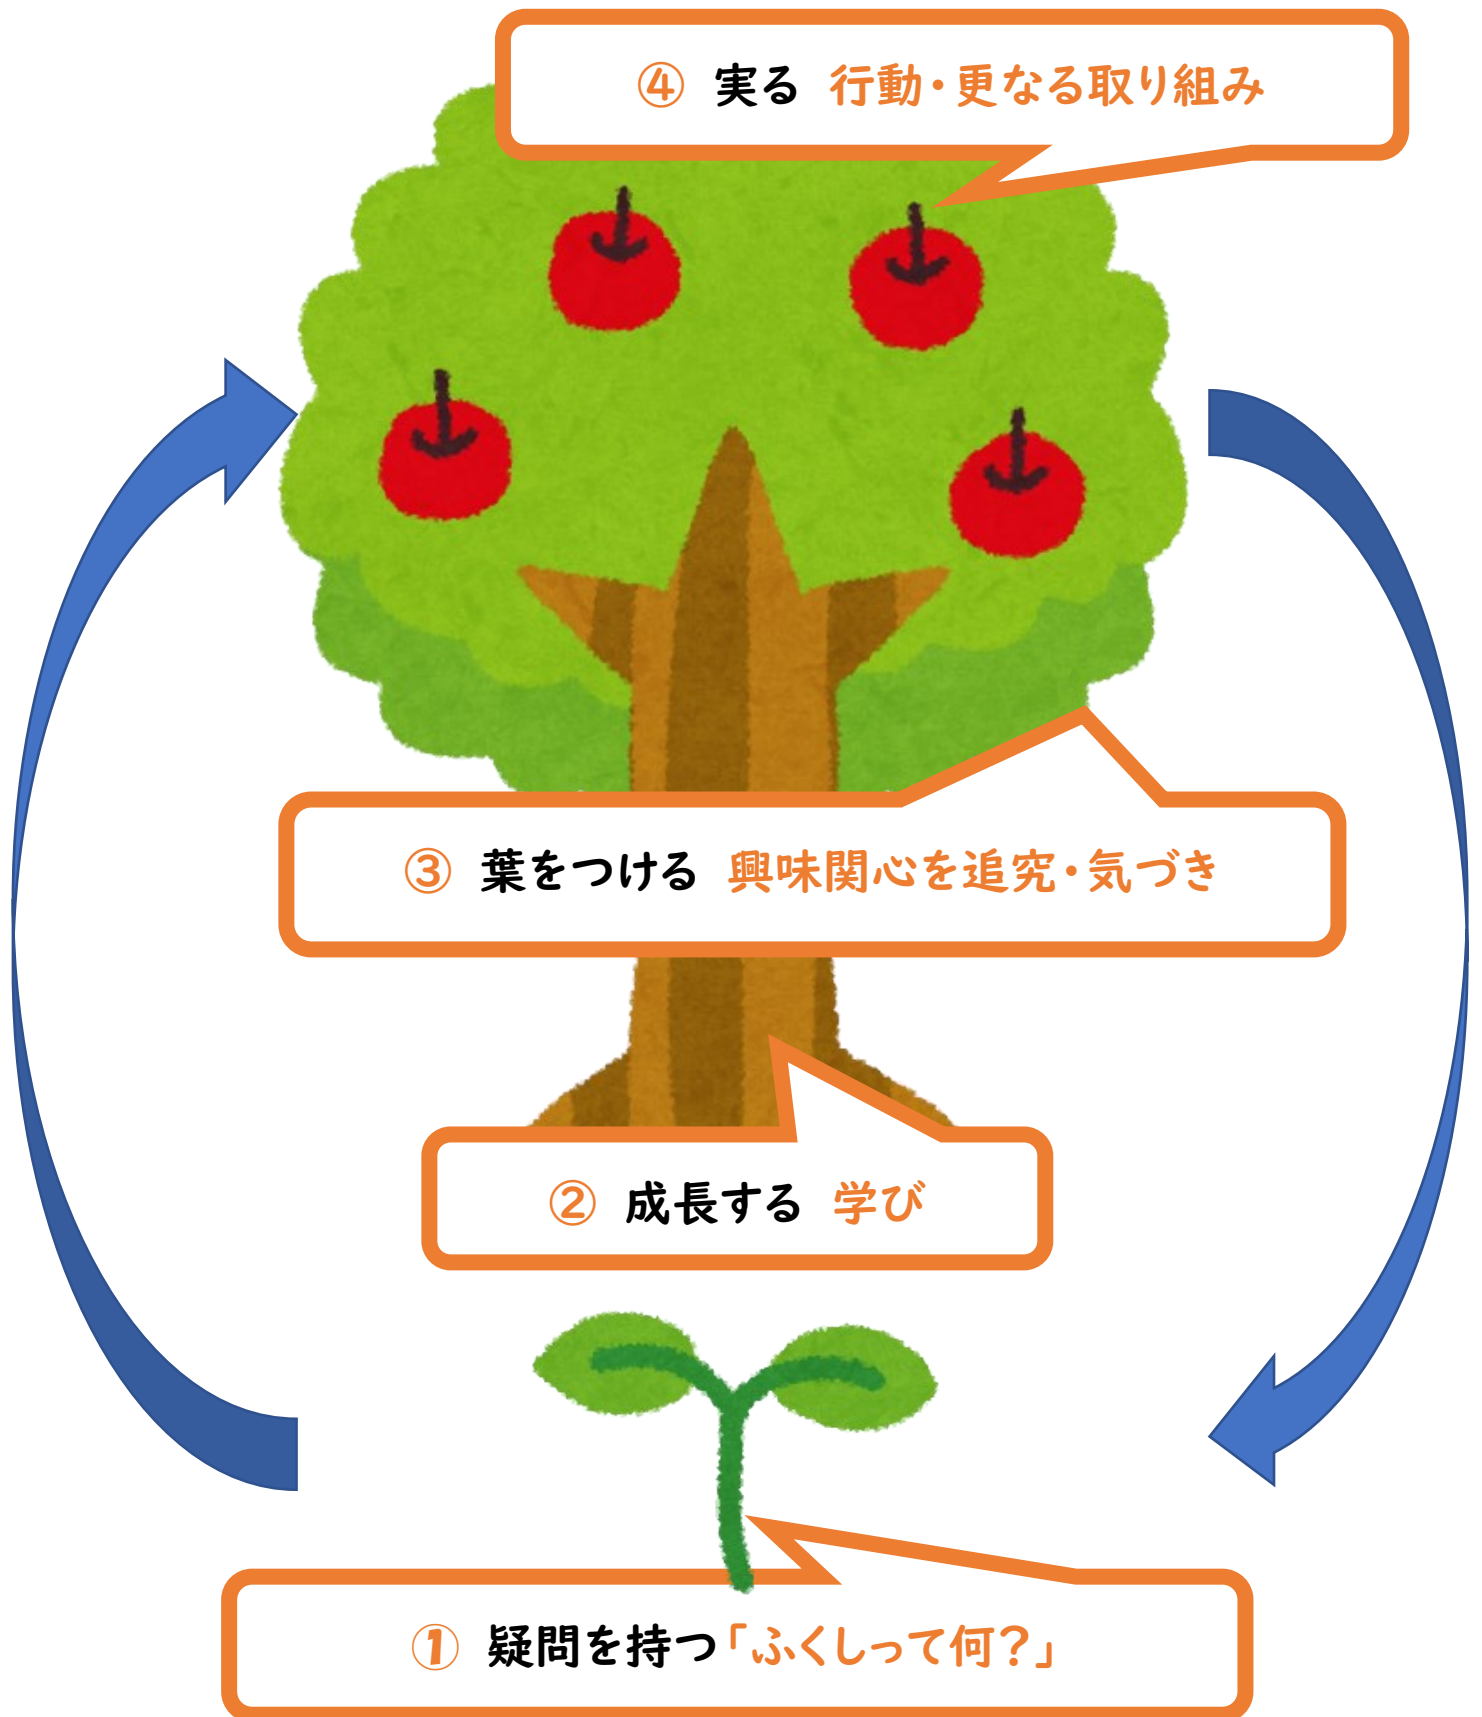 ④ 実る 行動・更なる取り組み
③ 葉をつける 興味関心を追究・気づき
② 成長する 学び
① 疑問を持つ「ふくしって何？」